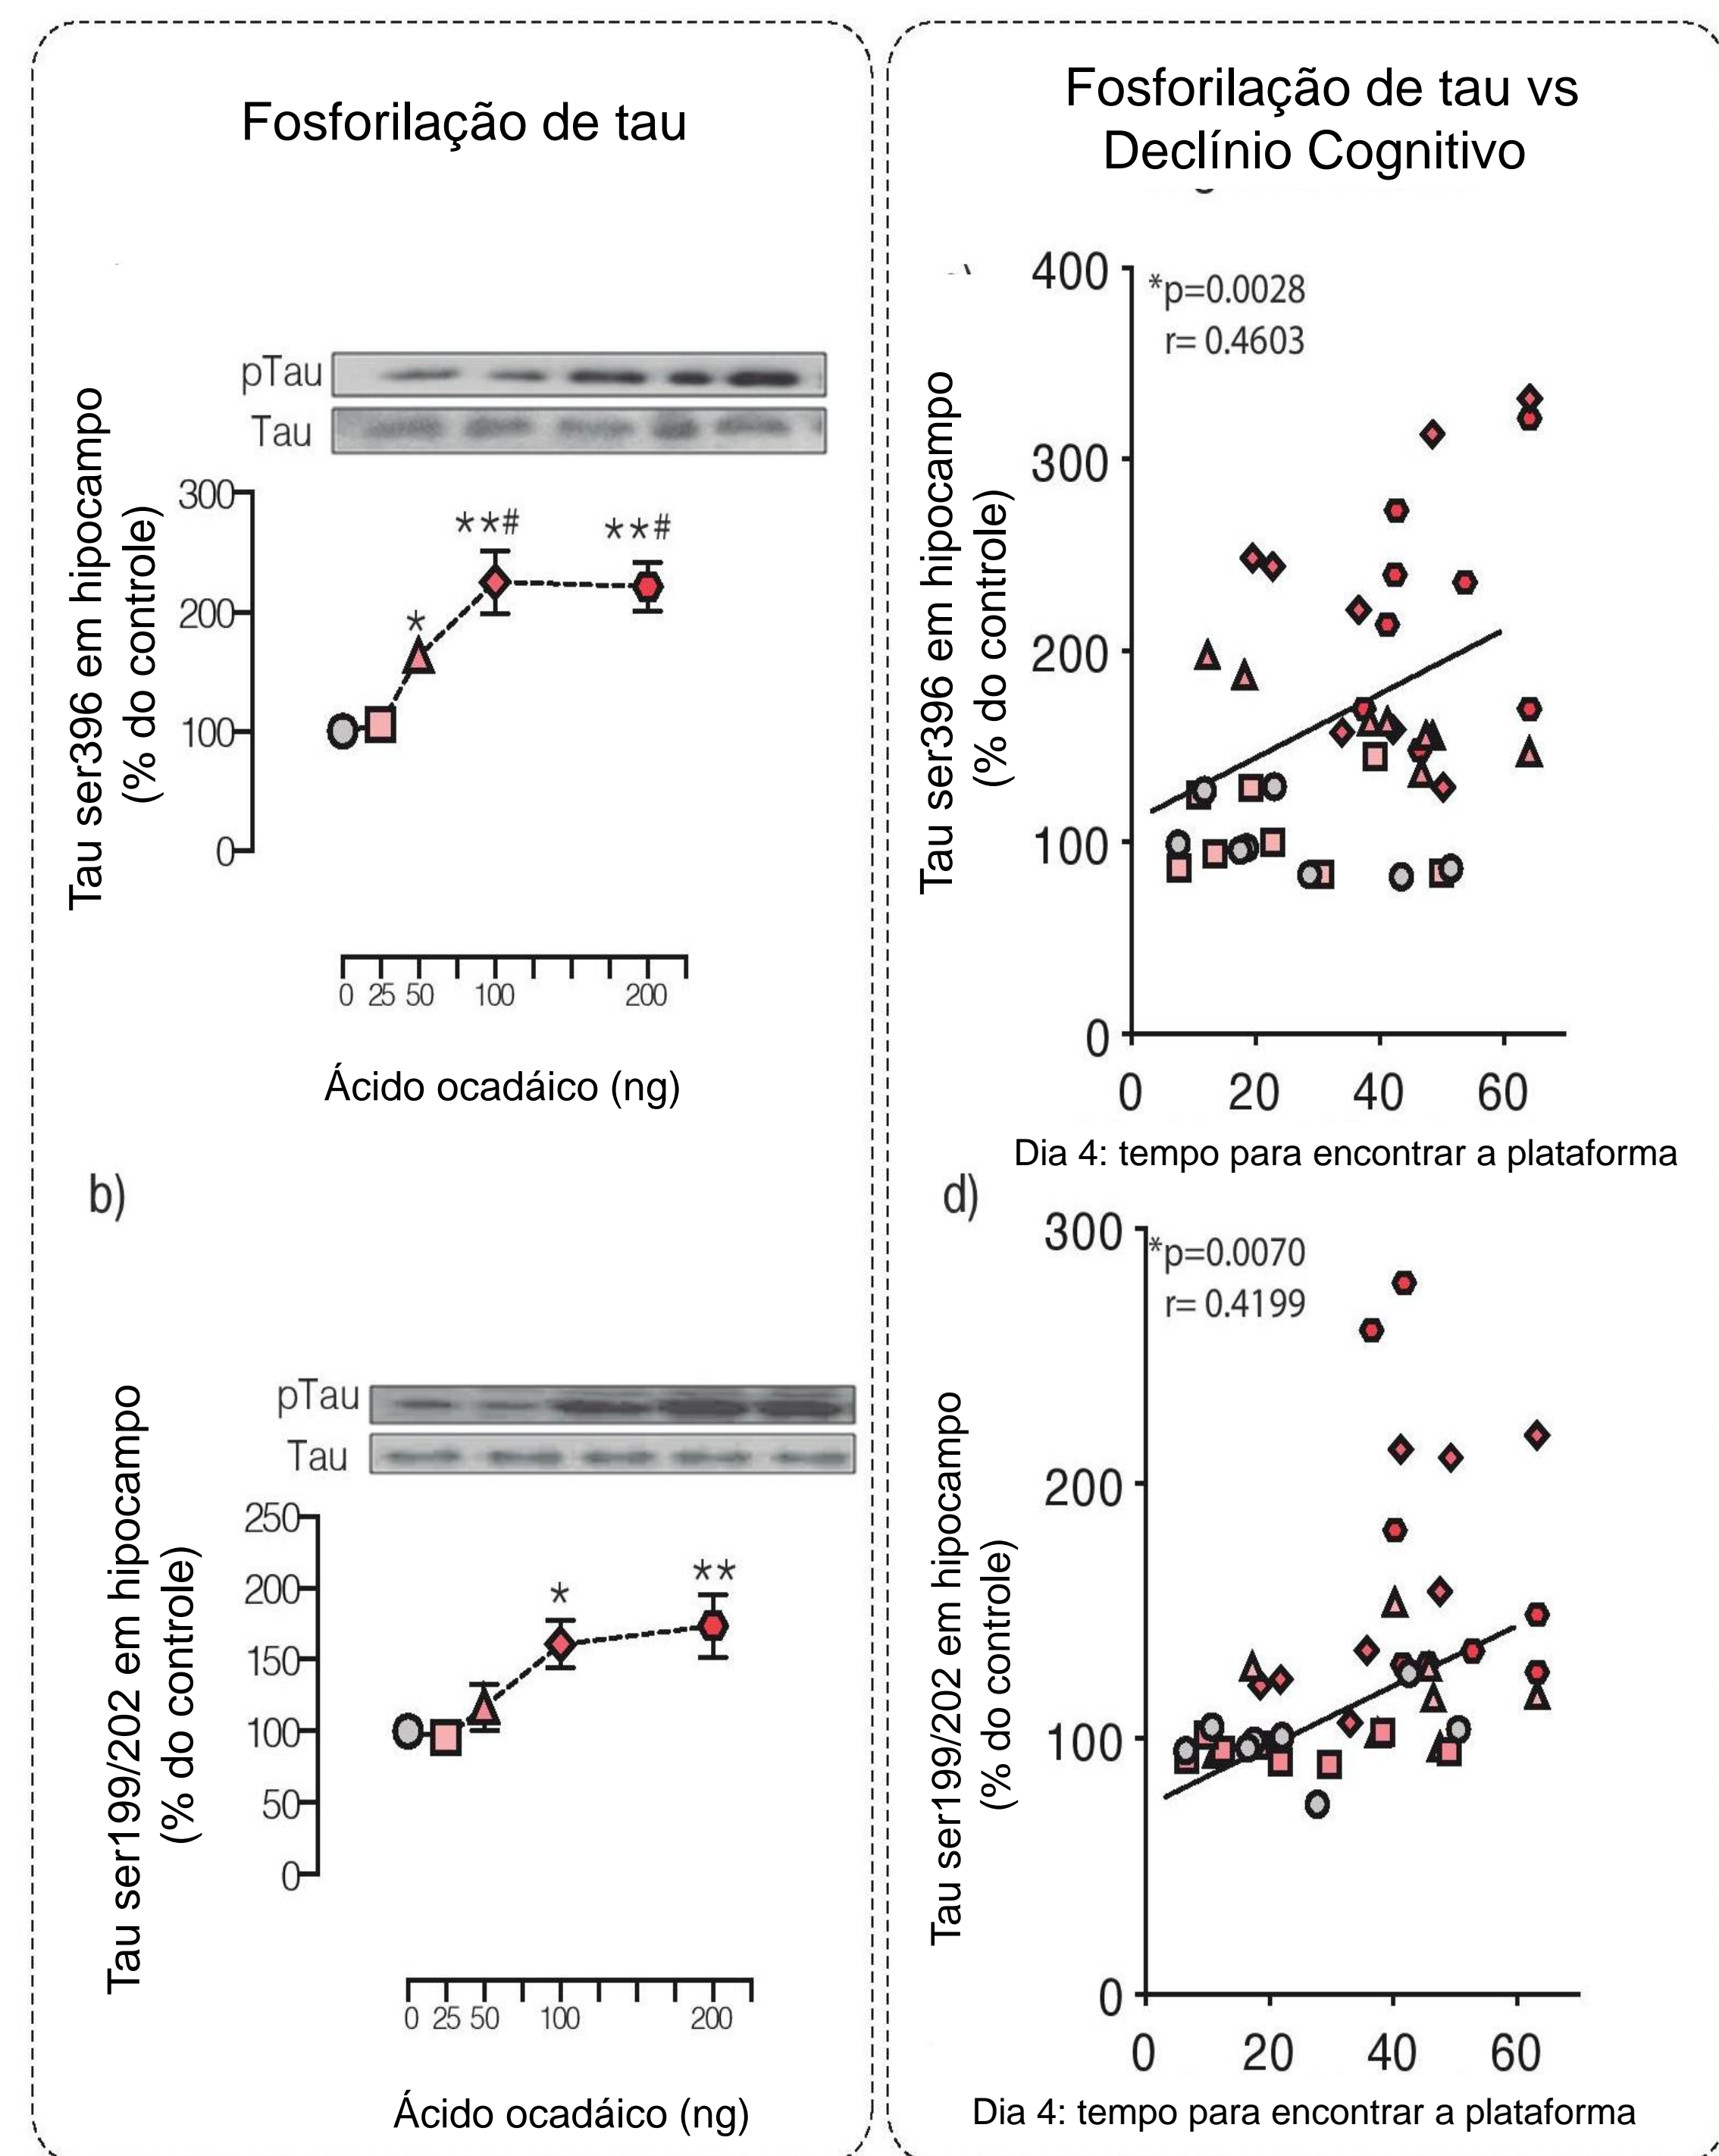 Fosforilação de tau
pTau
Tau
Tau ser396 em hipocampo
(% do controle)
300
200
100
0
*
**#
**#
0 25 50 100 200
Ácido ocadáico (ng)
b)
pTau
Tau
Tau ser199/202 em hipocampo
(% do controle)
250
200
150
100
50
0
*
**
0 25 50 100 200
Ácido ocadáico (ng)
Fosforilação de tau vs
Declínio Cognitivo
*p=0.0028
r= 0.4603
Tau ser396 em hipocampo
(% do controle)
400
300
200
100
0
0 20 40 60
Dia 4: tempo para encontrar a plataforma
d)
*p=0.0070
r= 0.4199
Tau ser199/202 em hipocampo
(% do controle)
300
200
100
0
0 20 40 60
Dia 4: tempo para encontrar a plataforma